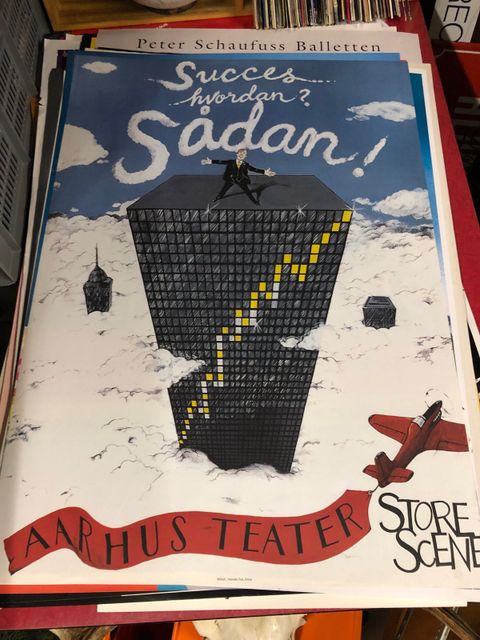 Peter Schaufuss Balletten
Succes...
hvordan?
Sådan!
AARHUS TEATER
STORE
SCENE